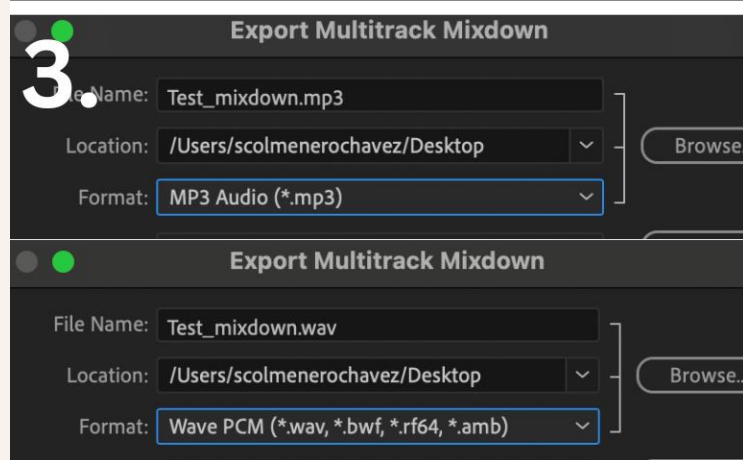 Export Multitrack Mixdown
3.
File Name: Test_mixdown.mp3
Location: /Users/scolmenerochavez/Desktop Browse.
Format: MP3 Audio (*.mp3)
Export Multitrack Mixdown
File Name: Test_mixdown.wav
Location: /Users/scolmenerochavez/Desktop Browse..
Format: Wave PCM (*.wav, *.bwf, *.rf64, *.amb)